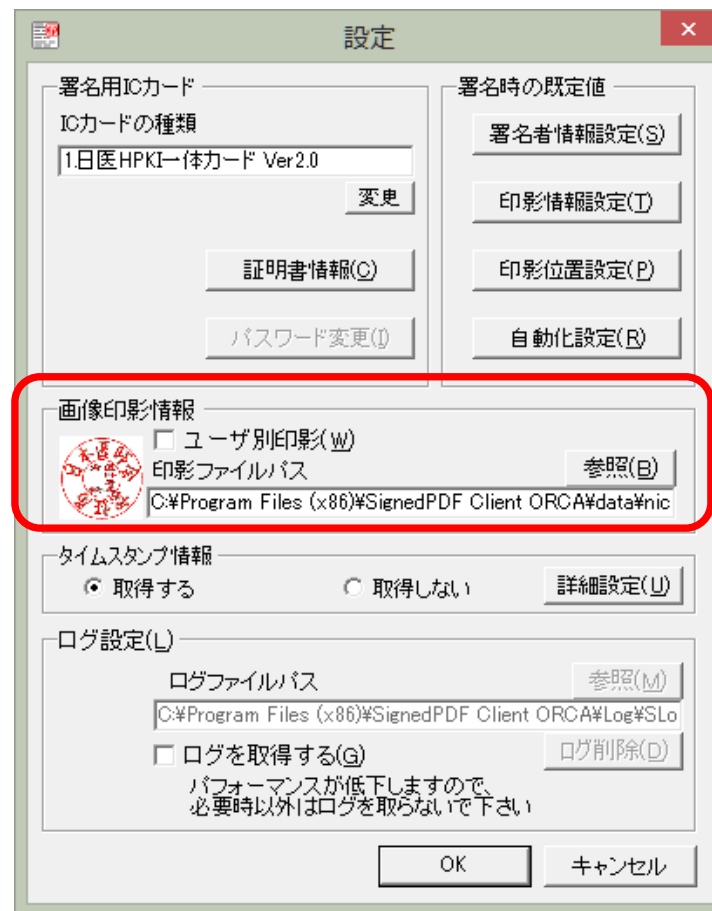 設定
署名用ICカード
ICカードの種類
1.日医HPKI一体カード Ver2.0
変更
証明書情報(C)
パスワード変更(I)
署名時の既定値
署名者情報設定(S)
印影情報設定(T)
印影位置設定(P)
自動化設定(R)
画像印影情報
ユーザ別印影(W)
印影ファイルパス
参照(B)
C:¥Program Files (x86)¥SignedPDF Client ORCA¥data¥nic
タイムスタンプ情報
取得する
取得しない
詳細設定(U)
ログ設定(L)
ログファイルパス
参照(M)
C:¥Program Files (x86)¥SignedPDF Client ORCA¥Log¥SLo
ログを取得する(G)
ログ削除(D)
パフォーマンスが低下しますので、
必要時以外はログを取らないで下さい
OK
キャンセル